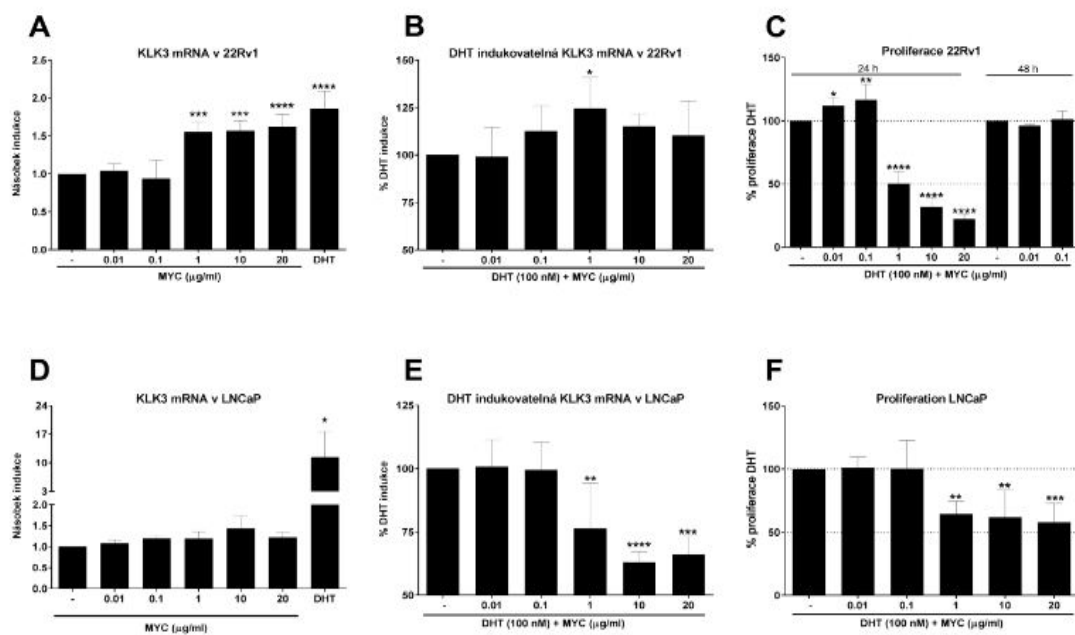 A
KLK3 mRNA v 22Rv1
Násobek indukce
2.5
2.0
1.5
1.0
0.5
0.0
*** *** **** ****
- 0.01 0.1 1 10 20 DHT
MYC (µg/ml)
B
DHT indukovatelná KLK3 mRNA v 22Rv1
% DHT indukce
150
125
100
75
50
*
- 0.01 0.1 1 10 20
DHT (100 nM) + MYC (µg/ml)
C
Proliferace 22Rv1
24 h 48 h
% proliferace DHT
150
100
50
0
* ** **** **** ****
- 0.01 0.1 1 10 20 - 0.01 0.1
DHT (100 nM) + MYC (µg/ml)
D
KLK3 mRNA v LNCaP
Násobek indukce
24
17
10
3
2.0
1.5
1.0
0.5
0.0
*
- 0.01 0.1 1 10 20 DHT
MYC (µg/ml)
E
DHT indukovatelná KLK3 mRNA v LNCaP
% DHT indukce
125
100
75
50
** **** ***
- 0.01 0.1 1 10 20
DHT (100 nM) + MYC (µg/ml)
F
Proliferation LNCaP
% proliferace DHT
150
100
50
0
** ** ***
- 0.01 0.1 1 10 20
DHT (100 nM) + MYC (µg/ml)